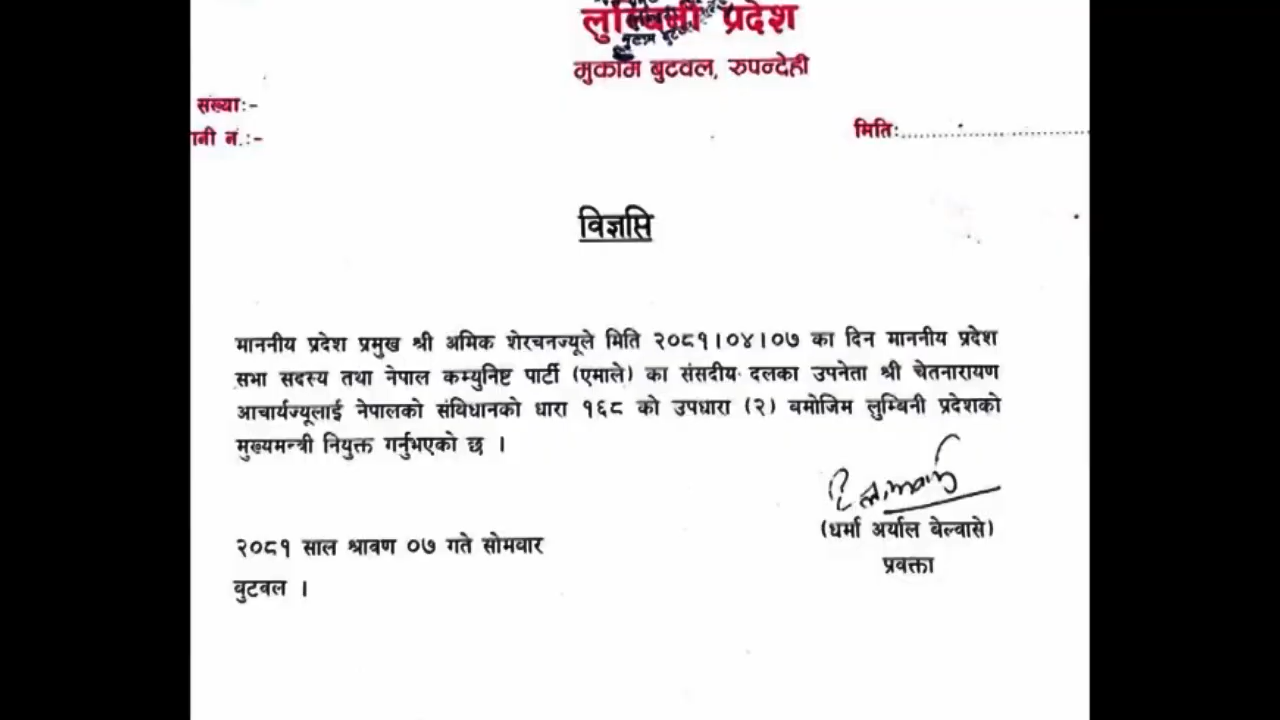 लुम्बिनी प्रदेश
मुकाम बुटवल, रुपन्देही
संख्या:-
नी नं.:-
मिति:
विज्ञप्ति
माननीय प्रदेश प्रमुख श्री अमिक शेरचनज्यूले मिति २०८१।०४।०७ का दिन माननीय प्रदेश
सभा सदस्य तथा नेपाल कम्युनिष्ट पार्टी (एमाले) का संसदीय दलका उपनेता श्री चेतनारायण
आचार्यज्यूलाई नेपालको संविधानको धारा १६८ को उपधारा (२) बमोजिम लुम्बिनी प्रदेशको
मुख्यमन्त्री नियुक्त गर्नुभएको छ ।
(धर्मा अर्याल बेल्वासे)
प्रवक्ता
२०८१ साल श्रावण ०७ गते सोमवार
बुटवल ।